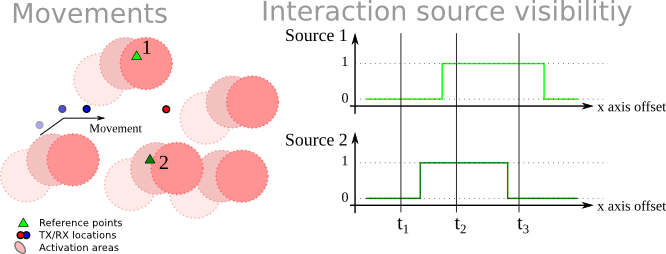 Movements
1
Movement
2
Reference points
TX/RX locations
Activation areas
Interaction source visibilitiy
Source 1
1
0
x axis offset
Source 2
1
0
x axis offset
t1 t2 t3